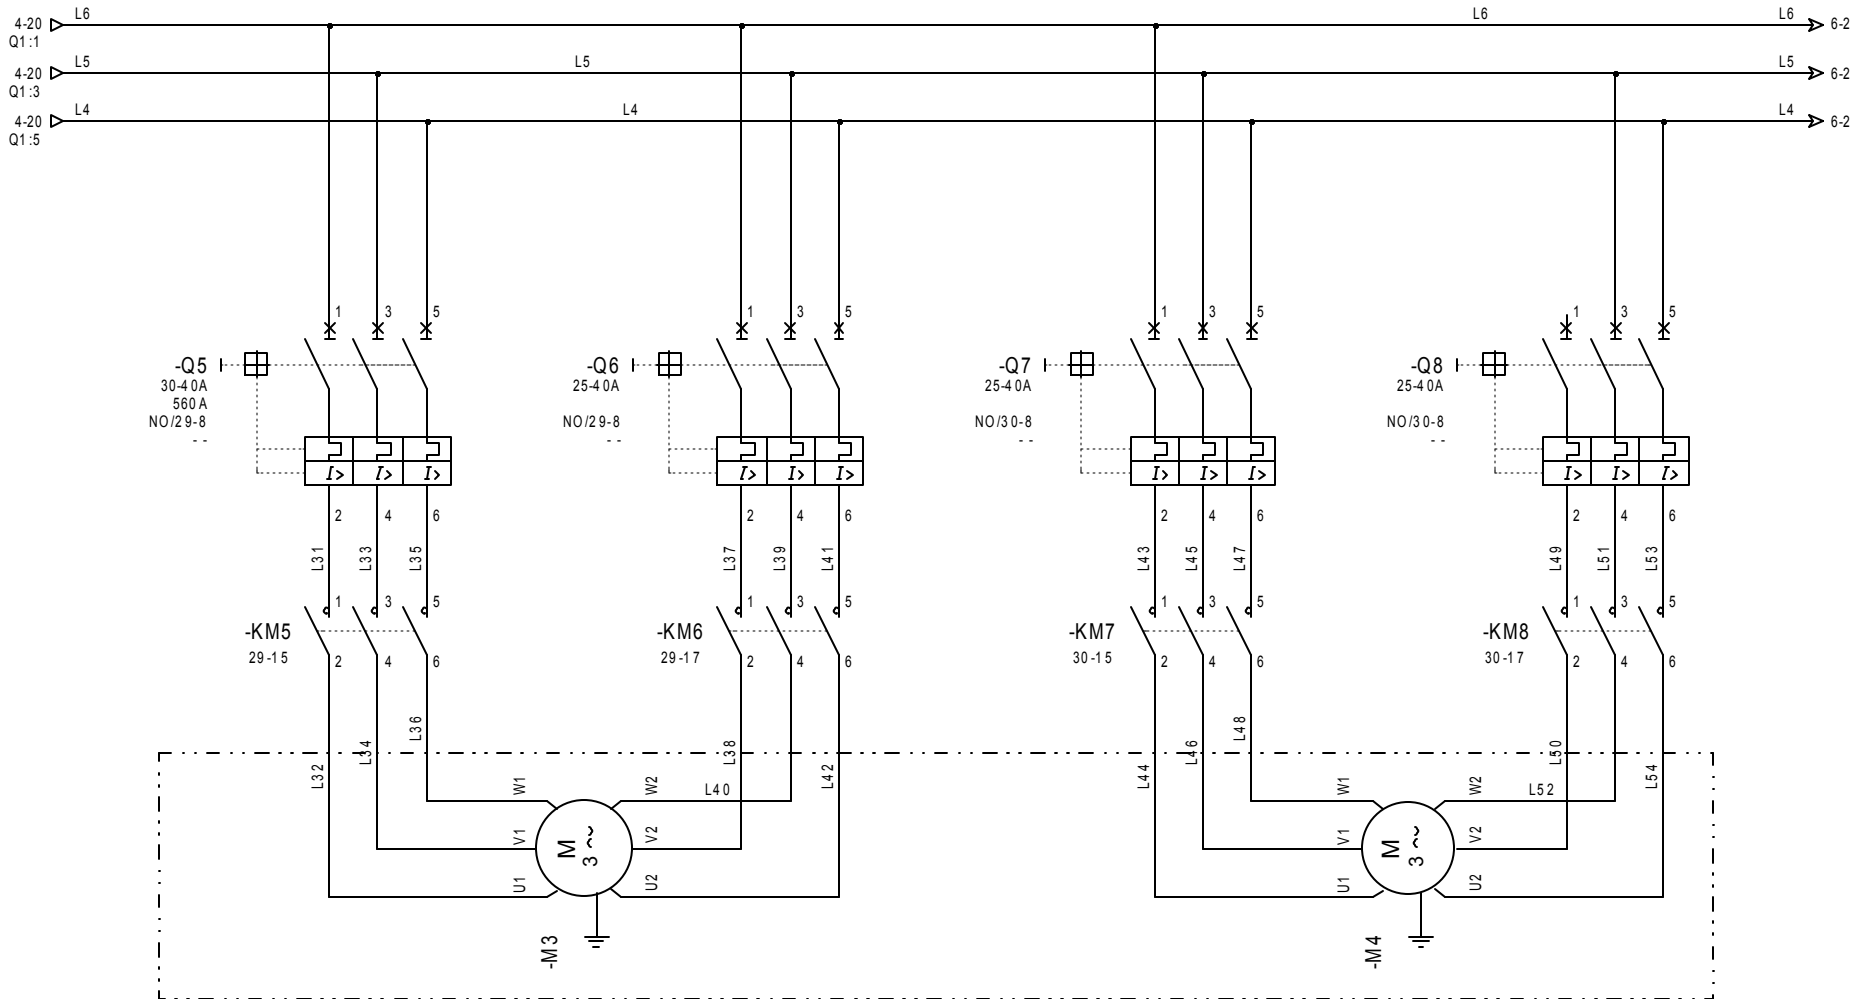 4-20 L6 L6 L6 6-2
Q1:1
4-20 L5 L5 L5 6-2
Q1:3
4-20 L4 L4 L4 6-2
Q1:5
1 3 5 1 3 5 1 3 5 1 3 5
-Q5 -Q6 -Q7 -Q8
30-40A 25-40A 25-40A 25-40A
560A
NO/29-8 NO/29-8 NO/30-8 NO/30-8
-- -- -- --
I> I> I> I> I> I> I> I> I> I> I> I>
2 4 6 2 4 6 2 4 6 2 4 6
L31 L33 L35 L37 L39 L41 L43 L45 L47 L49 L51 L53
1 3 5 1 3 5 1 3 5 1 3 5
-KM5 -KM6 -KM7 -KM8
29-15 2 4 6 29-17 2 4 6 30-15 2 4 6 30-17 2 4 6
L36 L48
L34 L38 L46 L50
L32 L42 L44 L54
W1 W2 L40 W1 W2 L52
V1 M 3~ V2 V1 M 3~ V2
U1 U2 U1 U2
-M3 -M4